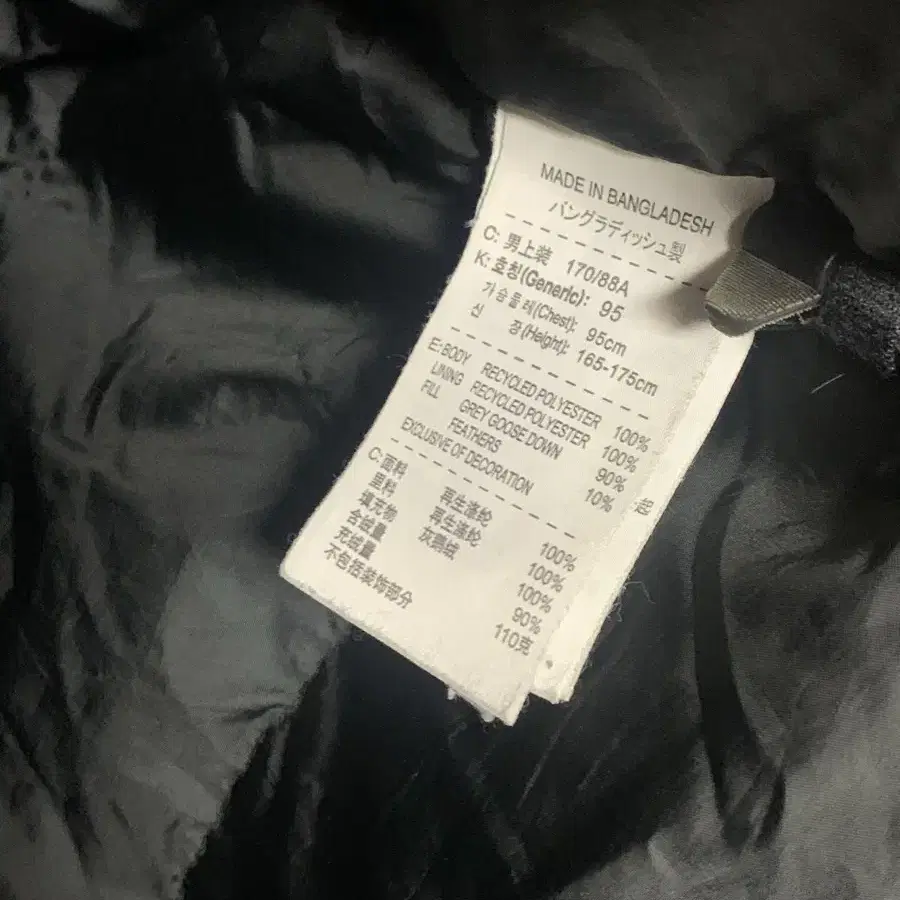 MADE IN BANGLADESH
バングラディッシュ製
C: 男上装 170/88A
K: 호칭(Generic): 95
가슴둘레(Chest): 95cm
신 장(Height): 165-175cm
E: BODY RECYCLED POLYESTER 100%
LINING RECYCLED POLYESTER 100%
FILL GREY GOOSE DOWN 90%
FEATHERS 10%
EXCLUSIVE OF DECORATION
C: 面料 再生涤纶 100%
里料 再生涤纶 100%
填充物 灰鹅绒 100%
含绒量 90%
充绒量 110克
不包括装饰部分
起